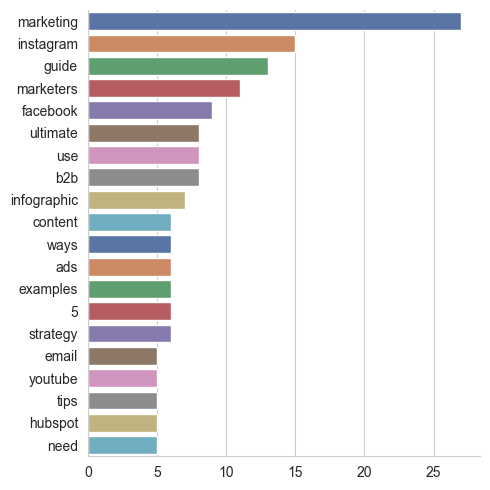 marketing
instagram
guide
marketers
facebook
ultimate
use
b2b
infographic
content
ways
ads
examples
5
strategy
email
youtube
tips
hubspot
need
0 5 10 15 20 25